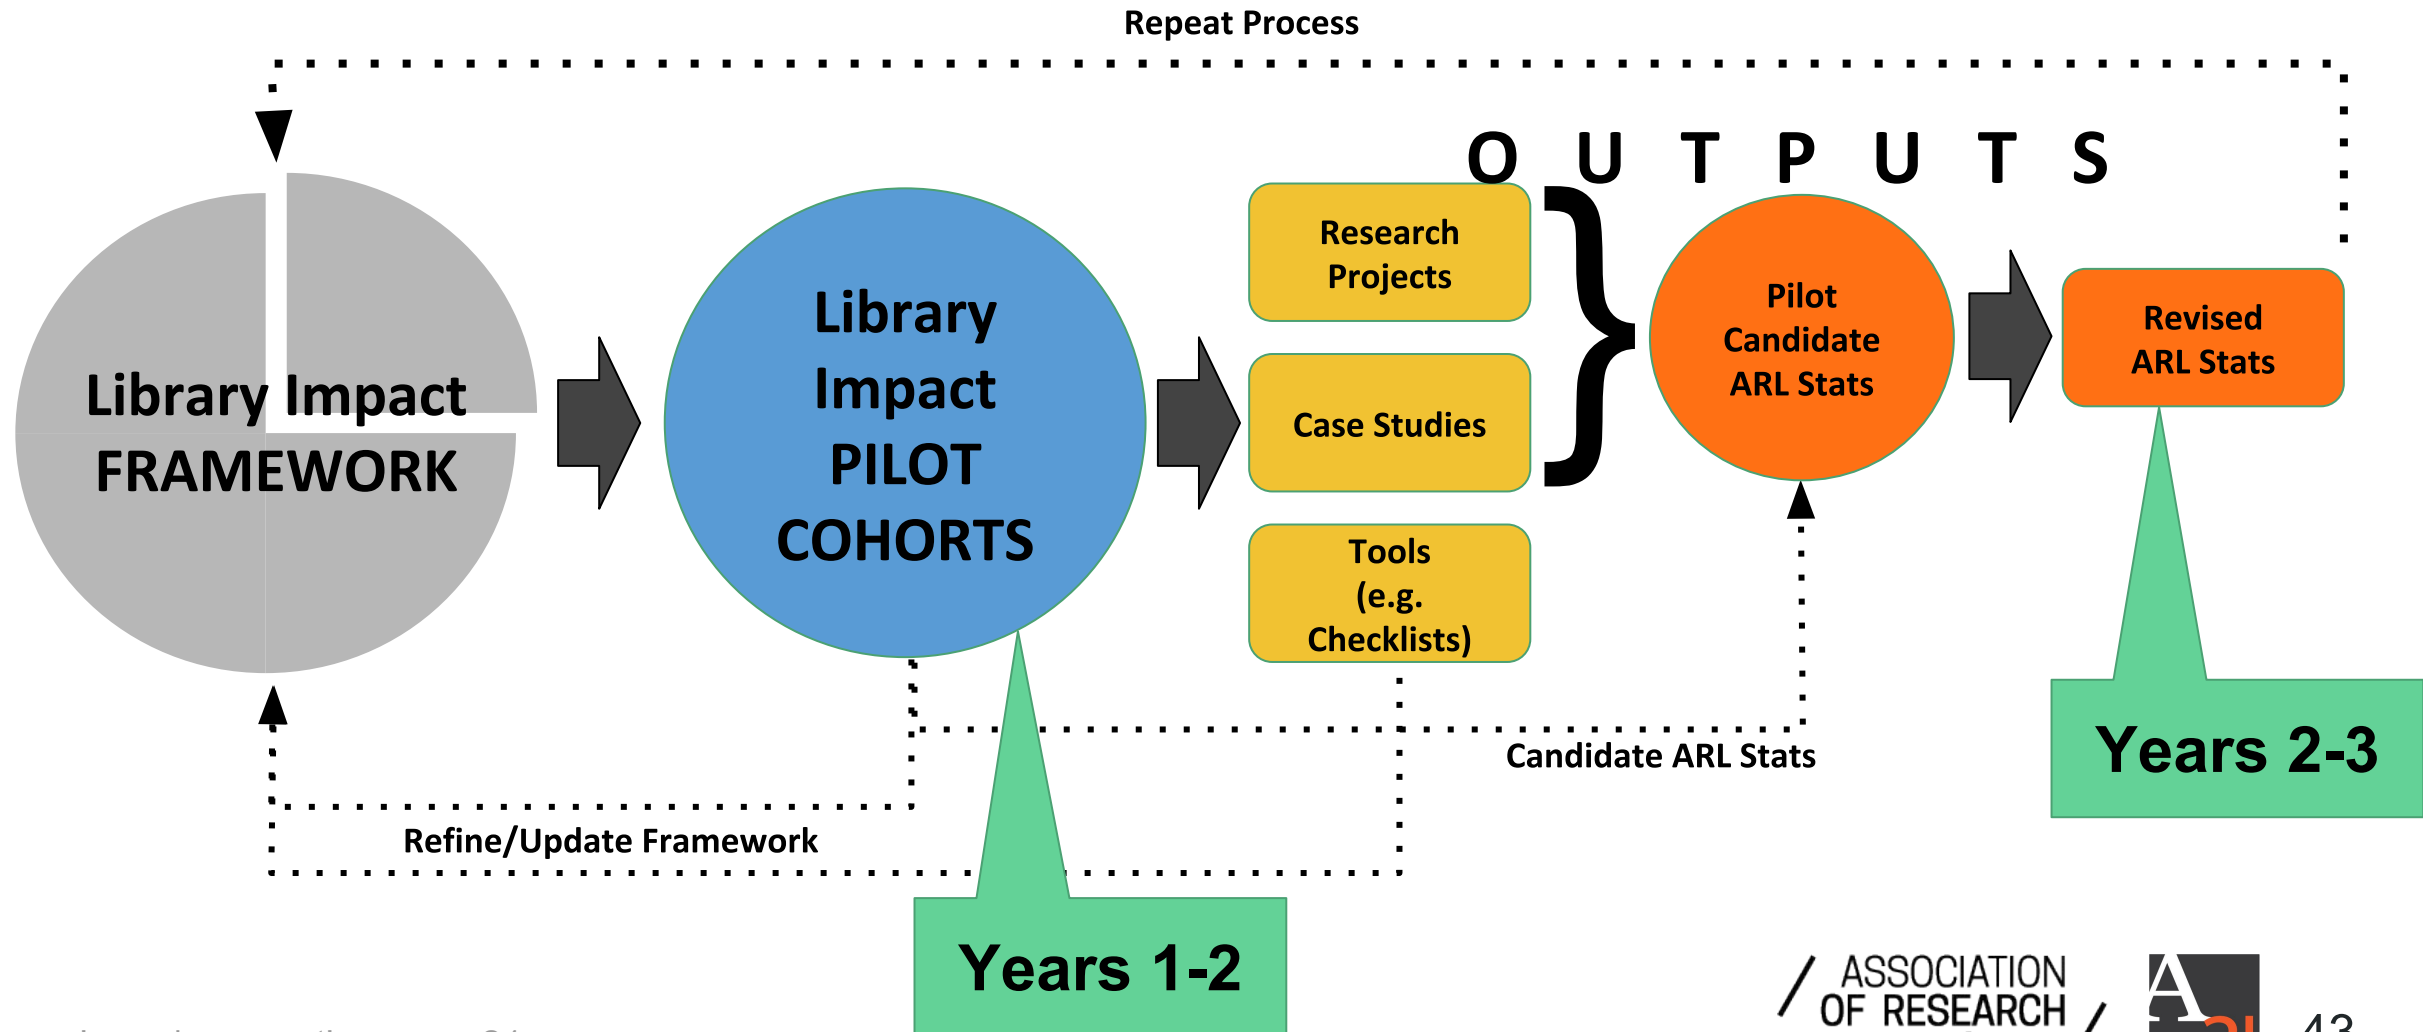 Repeat Process
O U T P U T S
Library Impact
FRAMEWORK
Library
Impact
PILOT
COHORTS
Research
Projects
Case Studies
Tools
(e.g.
Checklists)
}
Pilot
Candidate
ARL Stats
Revised
ARL Stats
Candidate ARL Stats
Refine/Update Framework
Years 1-2
Years 2-3
ASSOCIATION
OF RESEARCH
43